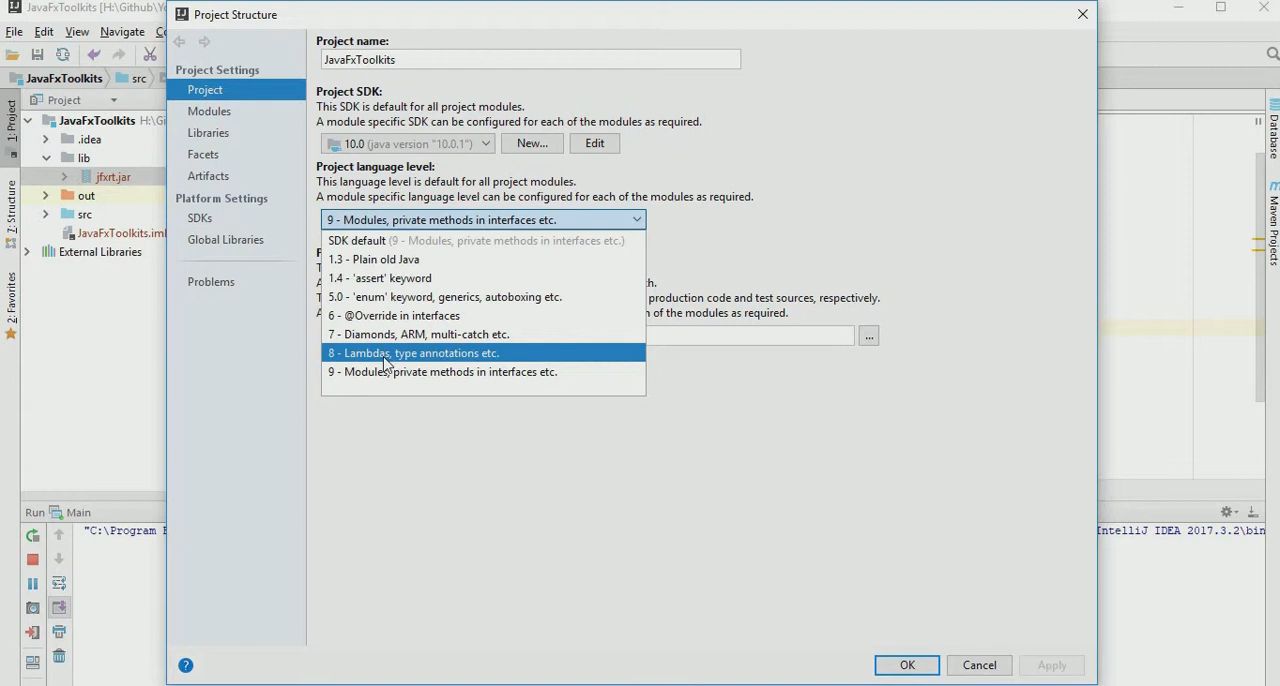 JavaFxToolkits [H:\Github\Yo
File Edit View Navigate Co
JavaFxToolkits src
Project
JavaFxToolkits H:\Gi
.idea
lib
jfxrt.jar
out
src
JavaFxToolkits.iml
External Libraries
1: Project
Z: Structure
2: Favorites
Project Structure
Project Settings
Project
Modules
Libraries
Facets
Artifacts
Platform Settings
SDKs
Global Libraries
Problems
Project name:
JavaFxToolkits
Project SDK:
This SDK is default for all project modules.
A module specific SDK can be configured for each of the modules as required.
10.0 (java version "10.0.1") New... Edit
Project language level:
This language level is default for all project modules.
A module specific language level can be configured for each of the modules as required.
9 - Modules, private methods in interfaces etc.
SDK default (9 - Modules, private methods in interfaces etc.)
1.3 - Plain old Java
1.4 - 'assert' keyword
5.0 - 'enum' keyword, generics, autoboxing etc.
6 - @Override in interfaces
7 - Diamonds, ARM, multi-catch etc.
8 - Lambdas, type annotations etc.
9 - Modules, private methods in interfaces etc.
production code and test sources, respectively.
of the modules as required.
...
OK Cancel Apply
Database
Maven Projects
Run Main
"C:\Program F
IntelliJ IDEA 2017.3.2\bin